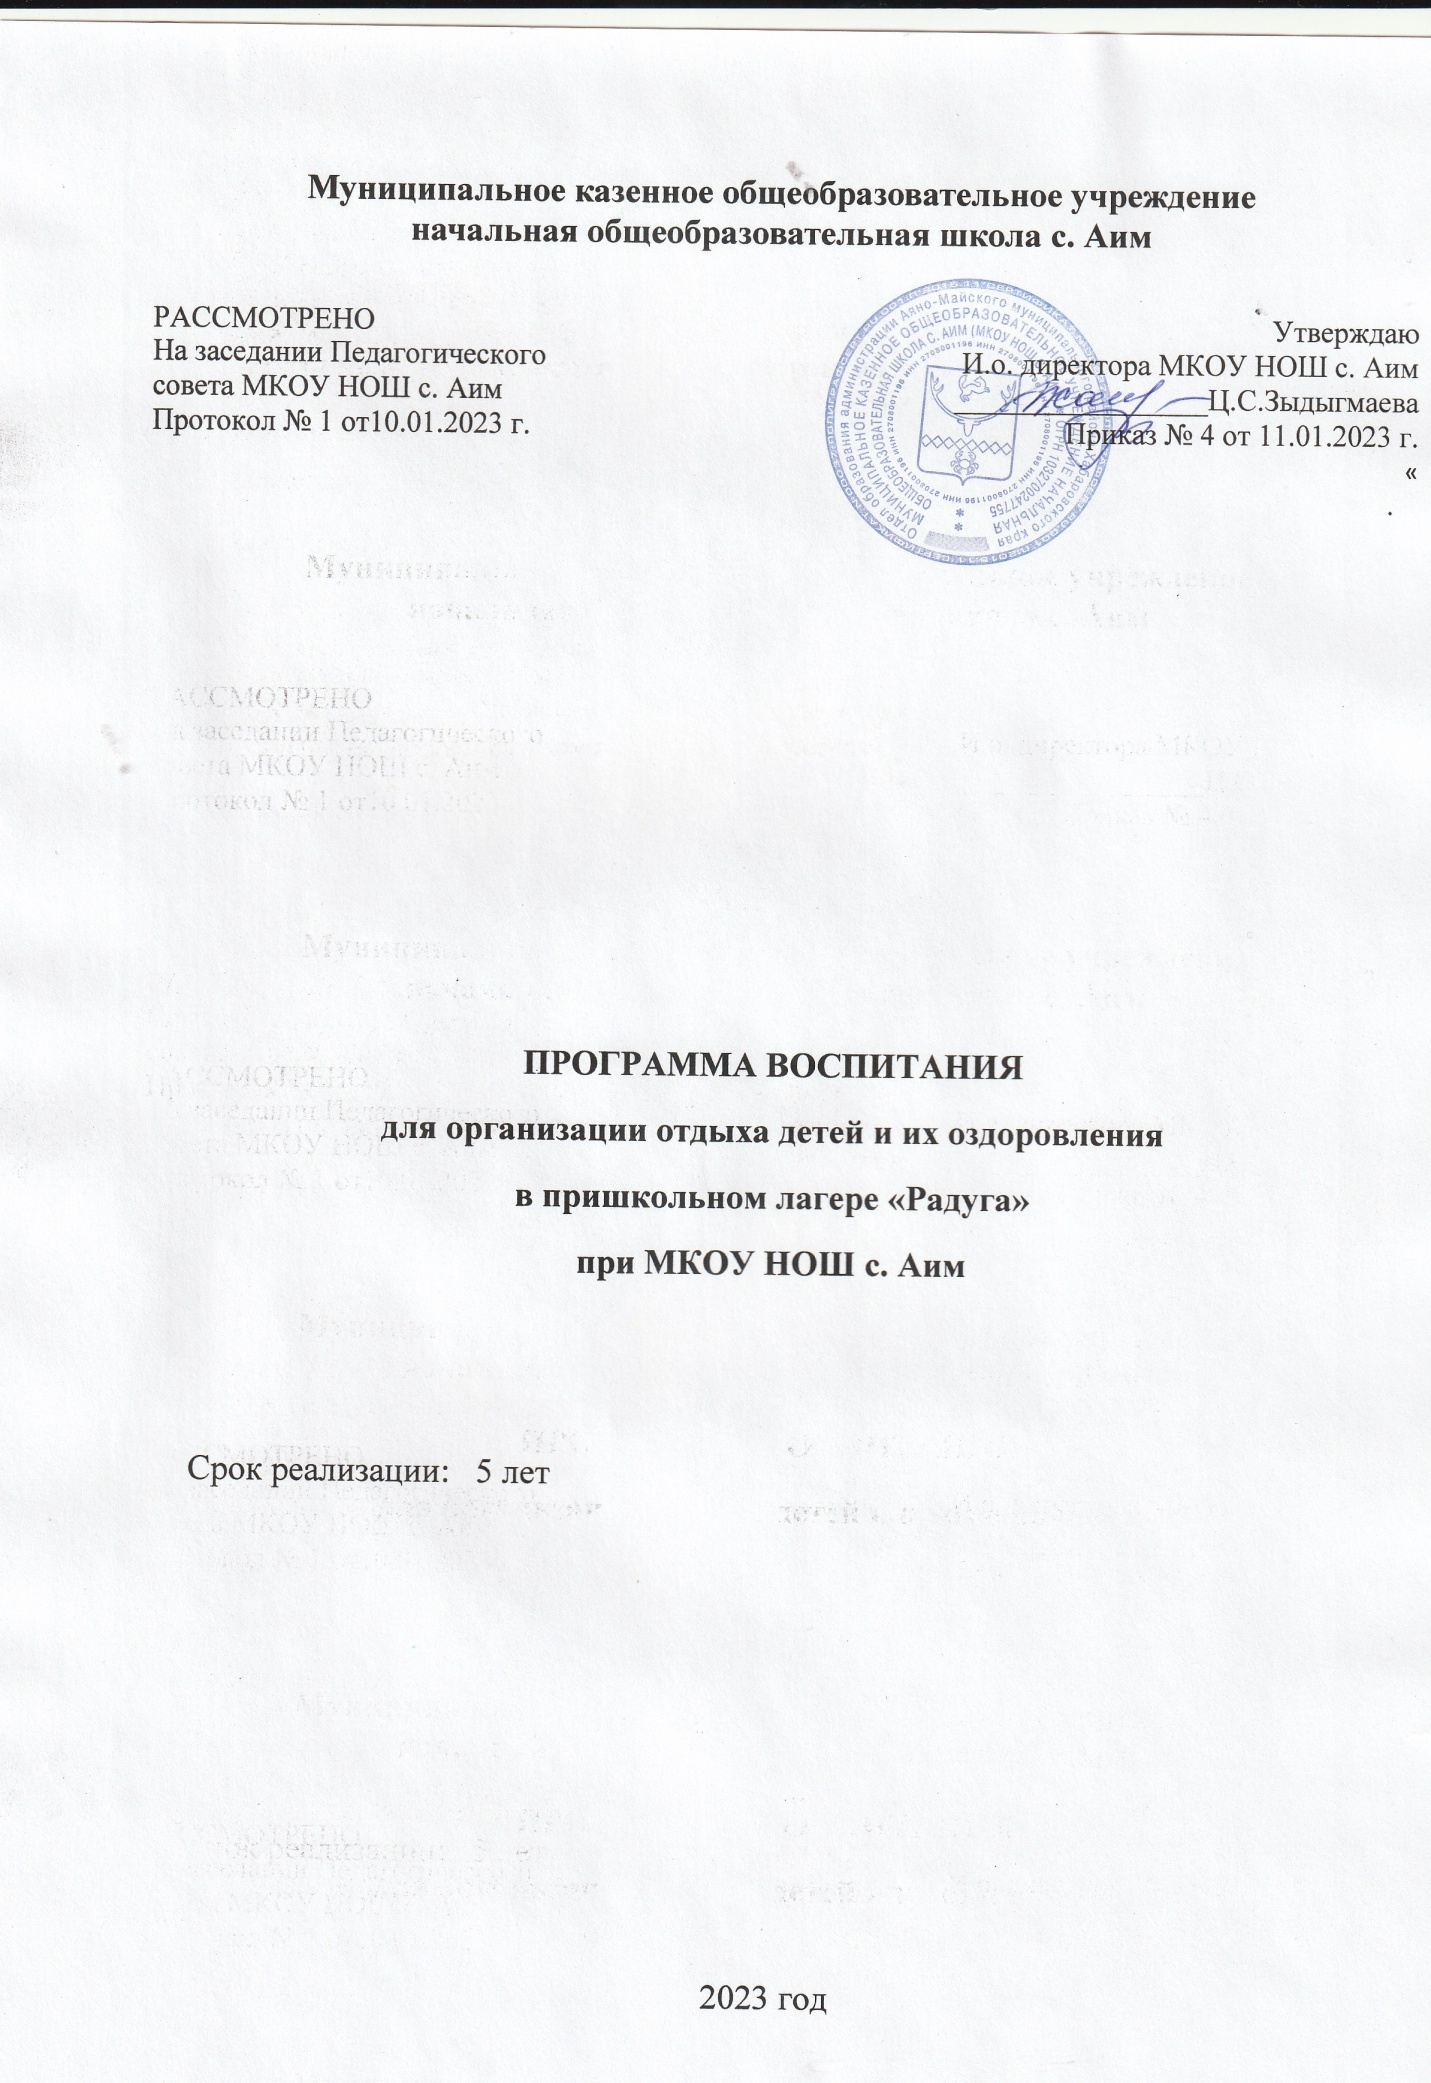 Муниципальное казенное общеобразовательное учреждение
начальная общеобразовательная школа с. Аим
РАССМОТРЕНО
На заседании Педагогического
совета МКОУ НОШ с. Аим
Протокол № 1 от10.01.2023 г.
Утверждаю
И.о. директора МКОУ НОШ с. Аим
Ц.С.Зыдыгмаева
Приказ № 4 от 11.01.2023 г.
«
ПРОГРАММА ВОСПИТАНИЯ
для организации отдыха детей и их оздоровления
в пришкольном лагере «Радуга»
при МКОУ НОШ с. Аим
Срок реализации: 5 лет
2023 год